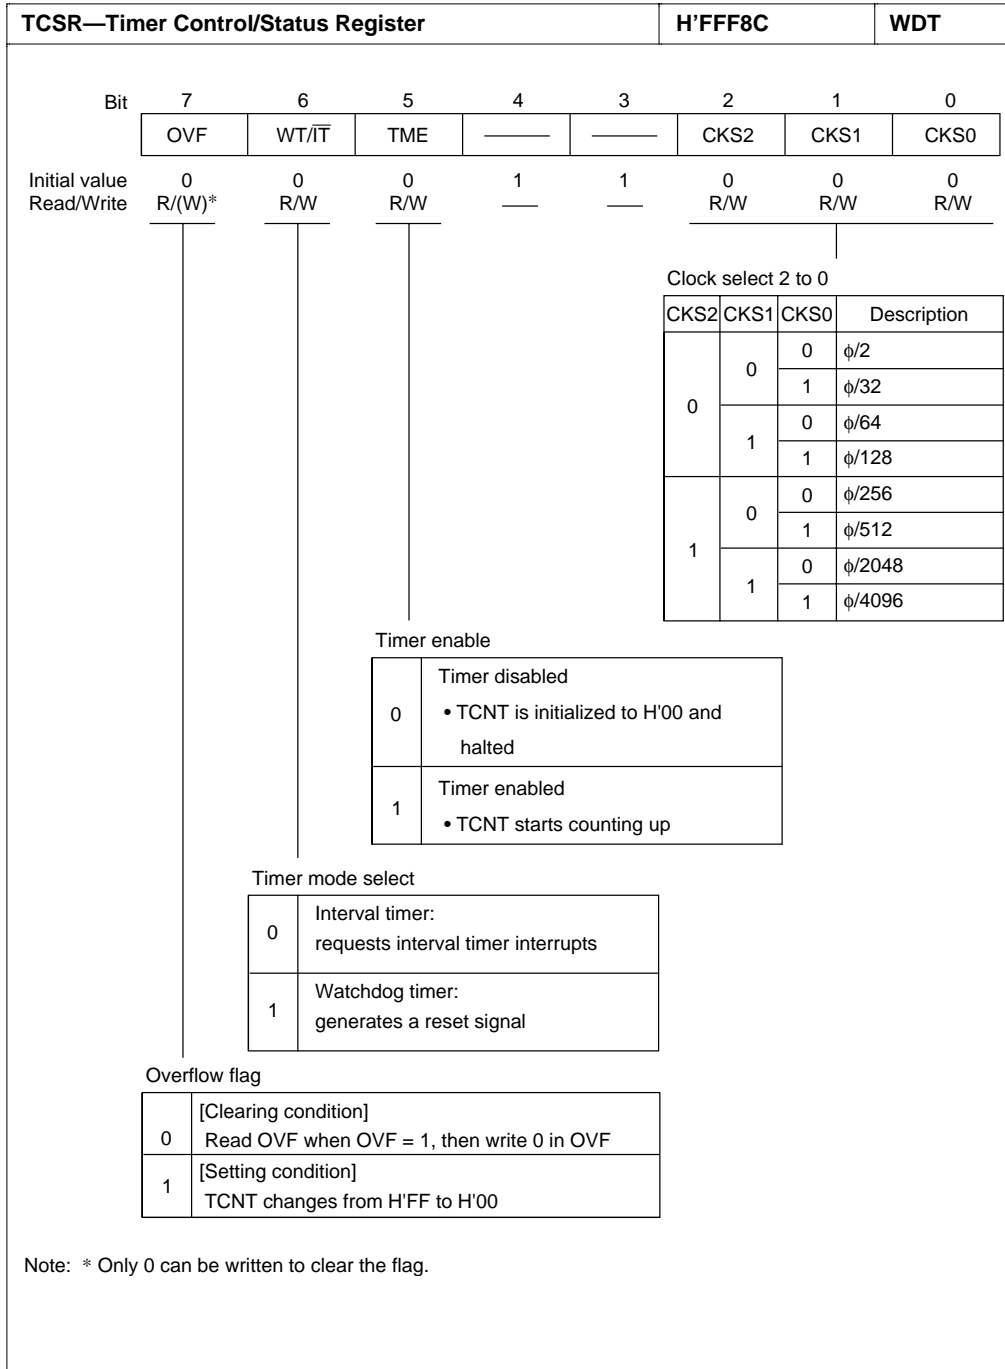 TCSR—Timer Control/Status Register H'FFF8C WDT
Bit 7 6 5 4 3 2 1 0
OVF WT/I̅T̅ TME — — CKS2 CKS1 CKS0
Initial value 0 0 0 1 1 0 0 0
Read/Write R/(W)* R/W R/W — — R/W R/W R/W
Clock select 2 to 0
CKS2 CKS1 CKS0 Description
0 0 0 φ/2
1 φ/32
1 0 φ/64
1 φ/128
1 0 0 φ/256
1 φ/512
1 0 φ/2048
1 φ/4096
Timer enable
0 Timer disabled
• TCNT is initialized to H'00 and
halted
1 Timer enabled
• TCNT starts counting up
Timer mode select
0 Interval timer:
requests interval timer interrupts
1 Watchdog timer:
generates a reset signal
Overflow flag
0 [Clearing condition]
Read OVF when OVF = 1, then write 0 in OVF
1 [Setting condition]
TCNT changes from H'FF to H'00
Note: * Only 0 can be written to clear the flag.